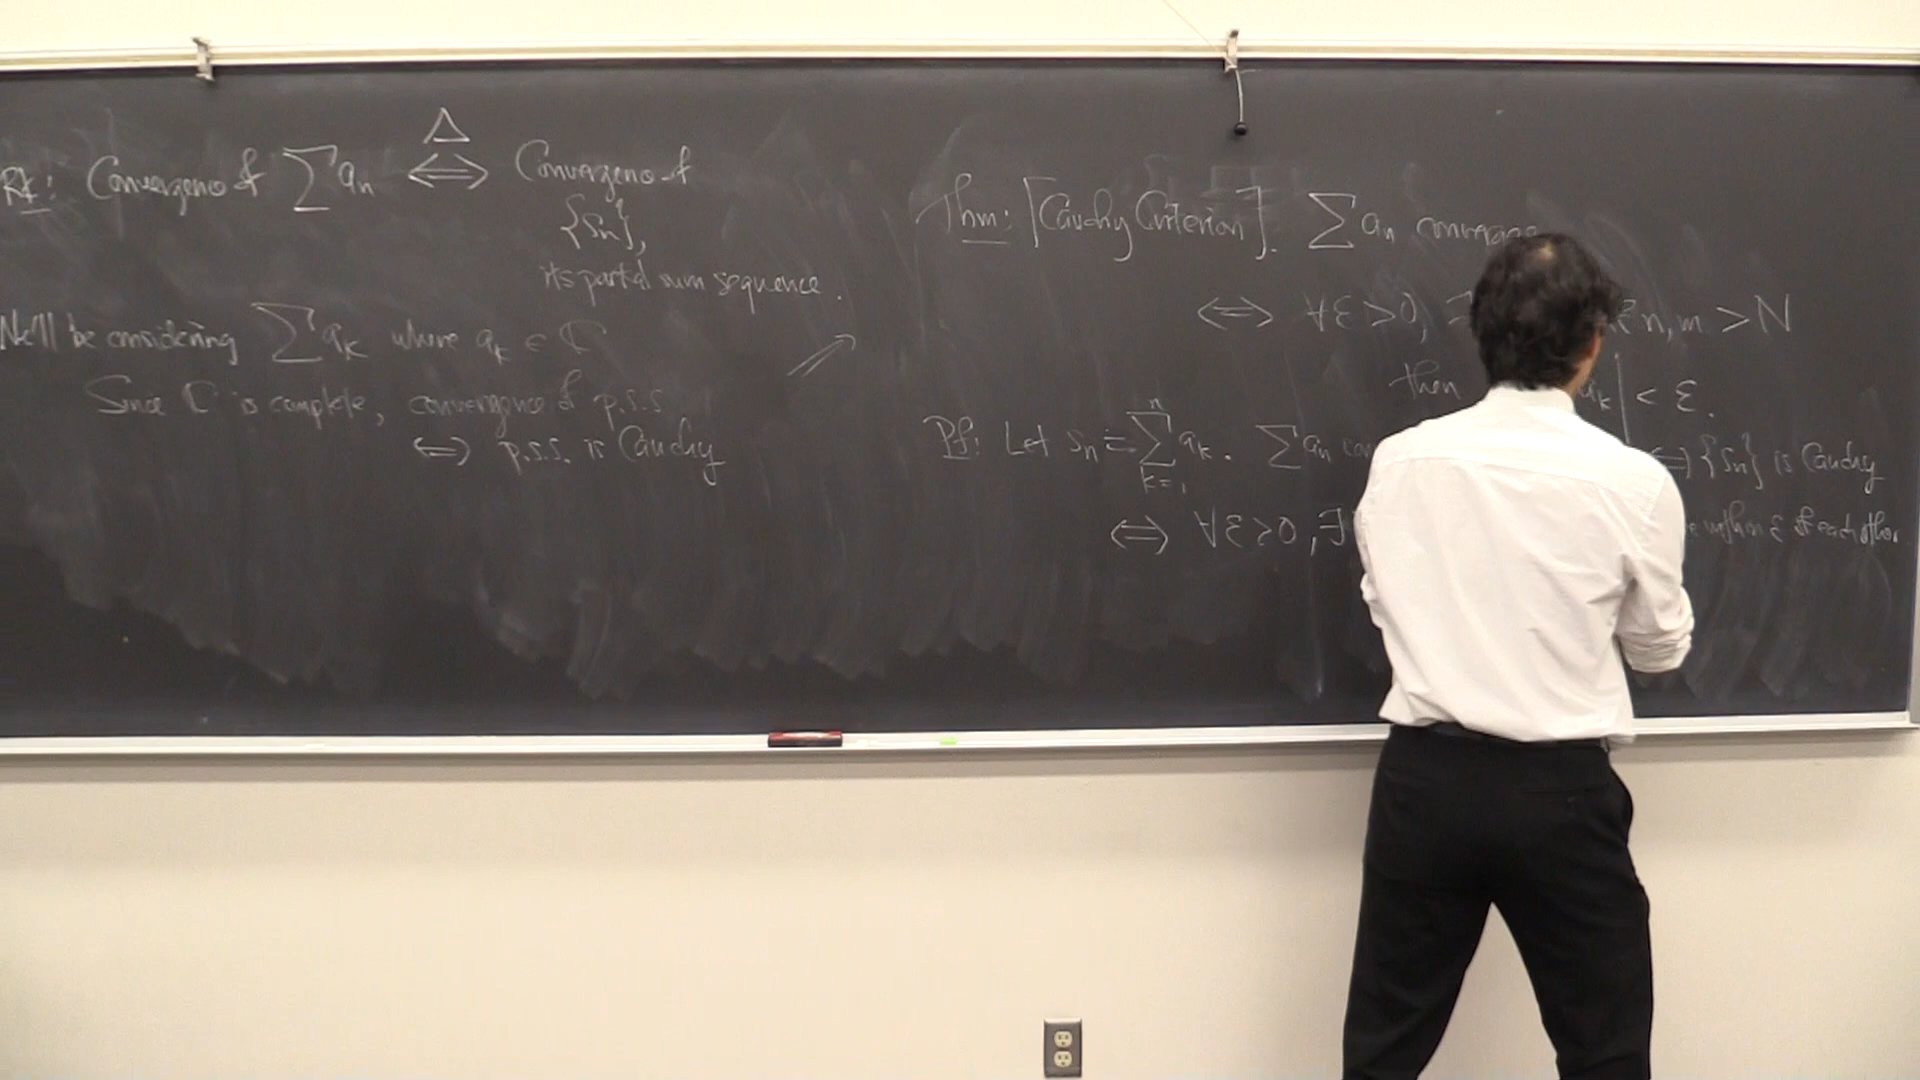 Rk: Convergence of ∑ aₙ ⟺ Convergence of
△
{sₙ},
its partial sum sequence.
We'll be considering ∑ aₖ where aₖ ∈ ℂ
Since ℂ is complete, convergence of p.s.s
⟺ p.s.s. is Cauchy
Thm: [Cauchy Criterion]. ∑ aₙ converges
⟺ ∀ε>0, ∃ n,m > N
then aₖ| < ε.
Pf: Let sₙ = ∑ₖ₌₁ⁿ aₖ. ∑ aₙ ⟺ {sₙ} is Cauchy
⟺ ∀ε>0, ∃ within ε of each other